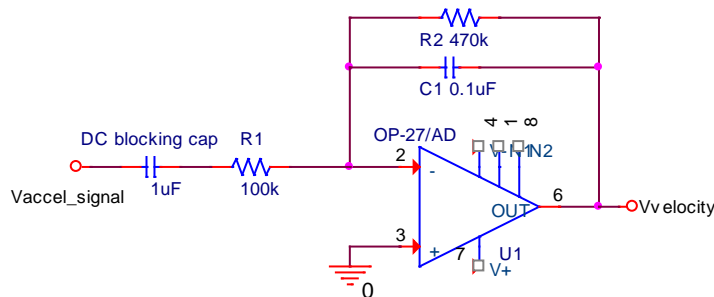 R2 470k
C1 0.1uF
DC blocking cap
R1
OP-27/AD
4
1
8
1uF
100k
2
-
V-
N2
Vaccel_signal
OUT
6
Vvelocity
3
+
7
U1
V+
0